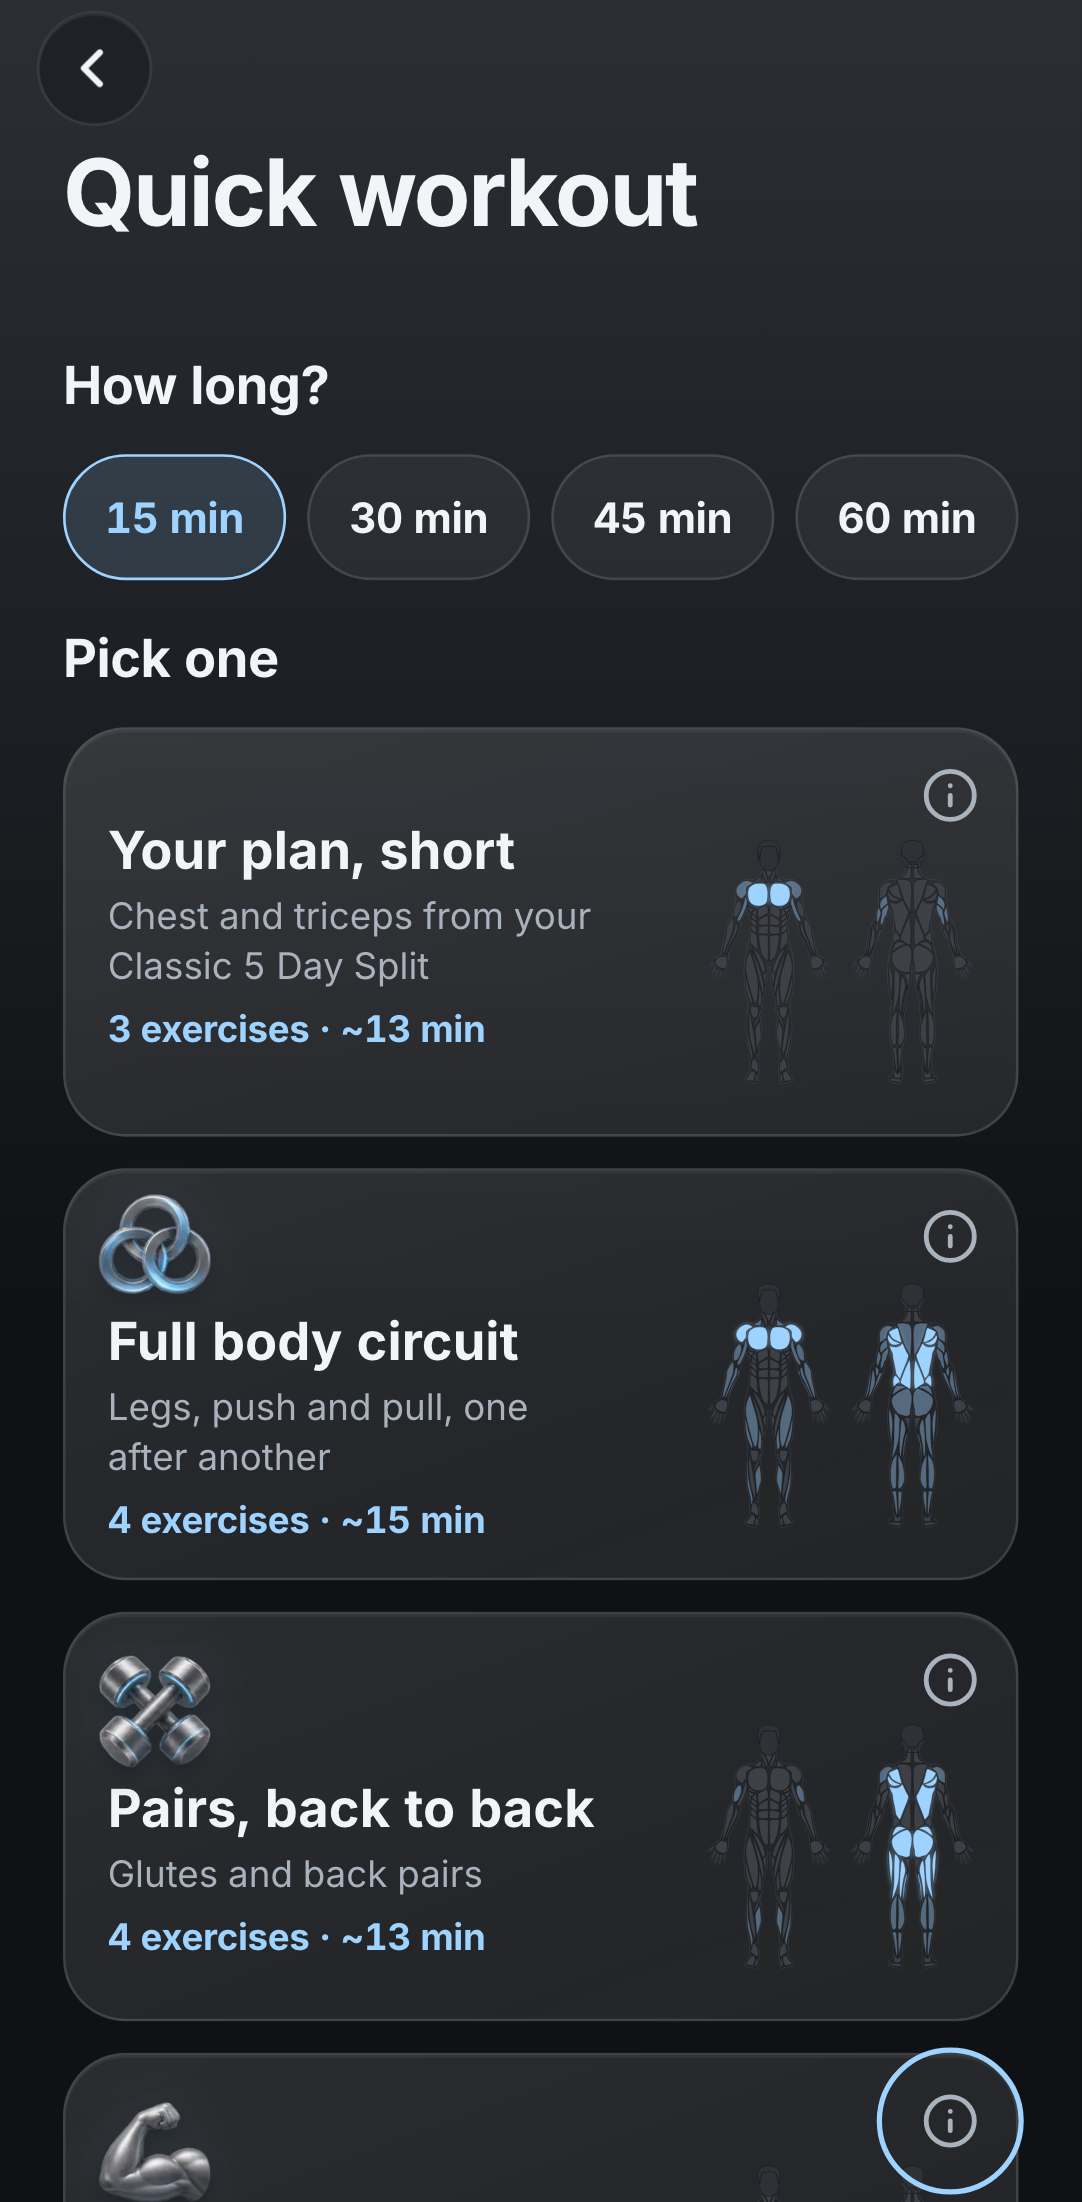 Quick workout
How long?
15 min
30 min
45 min
60 min
Pick one
Your plan, short
Chest and triceps from your
Classic 5 Day Split
3 exercises · ~13 min
Full body circuit
Legs, push and pull, one
after another
4 exercises · ~15 min
Pairs, back to back
Glutes and back pairs
4 exercises · ~13 min